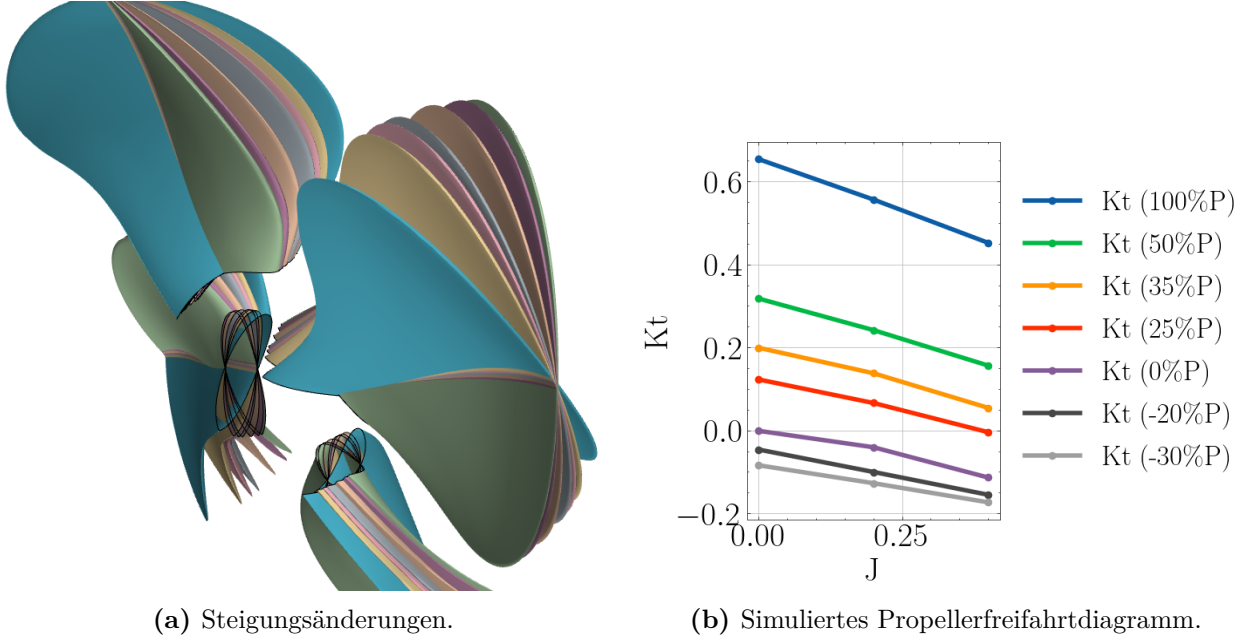 0.6
0.4
0.2
0.0
−0.2
Kt
0.00 0.25
J
Kt (100%P)
Kt (50%P)
Kt (35%P)
Kt (25%P)
Kt (0%P)
Kt (-20%P)
Kt (-30%P)
(a) Steigungsänderungen.
(b) Simuliertes Propellerfreifahrtdiagramm.